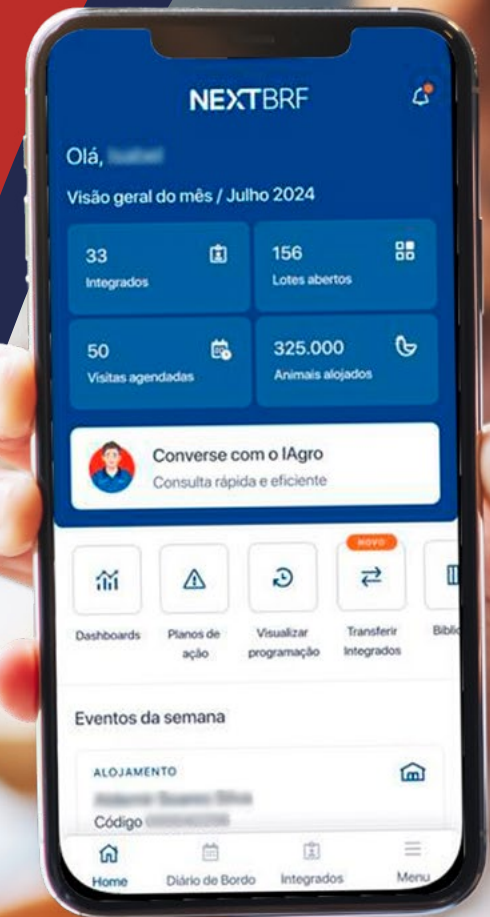 NEXTBRF
Olá,
Visão geral do mês / Julho 2024
33
Integrados
156
Lotes abertos
50
Visitas agendadas
325.000
Animais alojados
Converse com o IAgro
Consulta rápida e eficiente
NOVO
Dashboards
Planos de
ação
Visualizar
programação
Transferir
Integrados
Eventos da semana
ALOJAMENTO
Código
Home
Diário de Bordo
Integrados
Menu